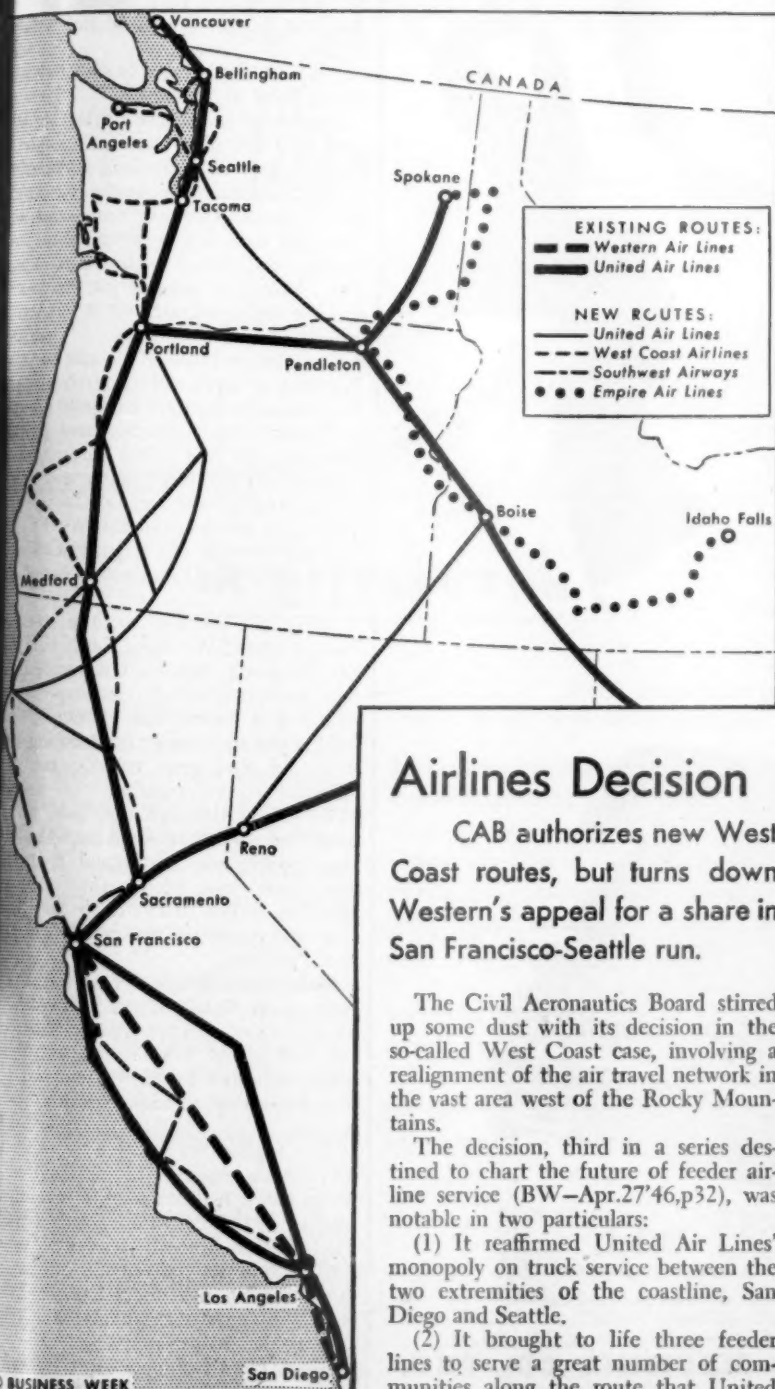 Vancouver
Bellingham
CANADA
Port
Angeles
Seattle
Spokane
Tacoma
EXISTING ROUTES:
Western Air Lines
United Air Lines
NEW ROUTES:
United Air Lines
West Coast Airlines
Southwest Airways
Empire Air Lines
Portland
Pendleton
Boise
Idaho Falls
Medford
Reno
Sacramento
San Francisco
Los Angeles
San Diego
© BUSINESS WEEK
Airlines Decision
CAB authorizes new West
Coast routes, but turns down
Western's appeal for a share in
San Francisco-Seattle run.
The Civil Aeronautics Board stirred
up some dust with its decision in the
so-called West Coast case, involving a
realignment of the air travel network in
the vast area west of the Rocky Moun-
tains.
The decision, third in a series des-
tined to chart the future of feeder air-
line service (BW—Apr.27'46,p32), was
notable in two particulars:
(1) It reaffirmed United Air Lines'
monopoly on truck service between the
two extremities of the coastline, San
Diego and Seattle.
(2) It brought to life three feeder
lines to serve a great number of com-
munities along the route that United